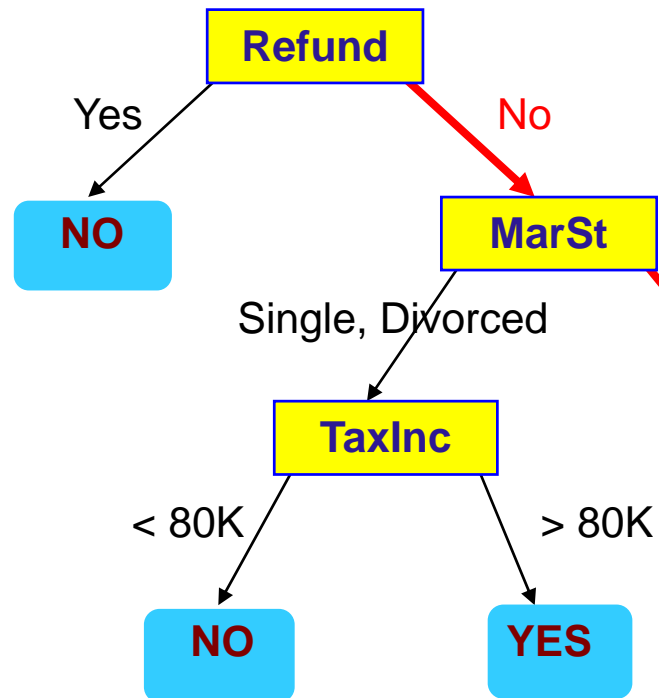 Refund
Yes
No
NO
MarSt
Single, Divorced
TaxInc
< 80K
> 80K
NO
YES